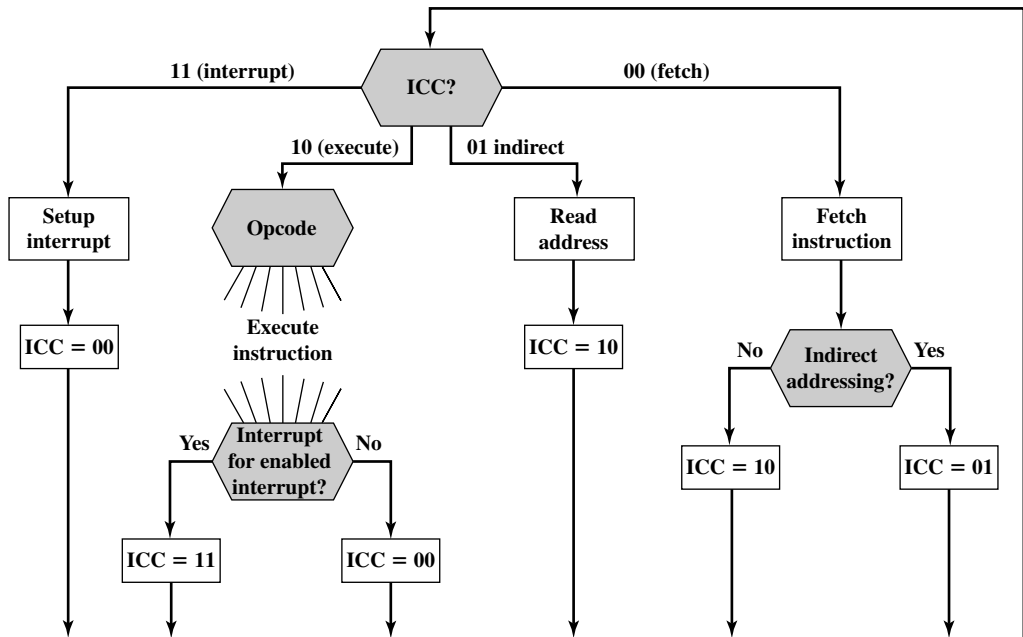 11 (interrupt)
ICC?
00 (fetch)
10 (execute)
01 indirect
Setup
interrupt
Opcode
Read
address
Fetch
instruction
ICC = 00
Execute
instruction
ICC = 10
No
Indirect
addressing?
Yes
Yes
Interrupt
for enabled
interrupt?
No
ICC = 10
ICC = 01
ICC = 11
ICC = 00